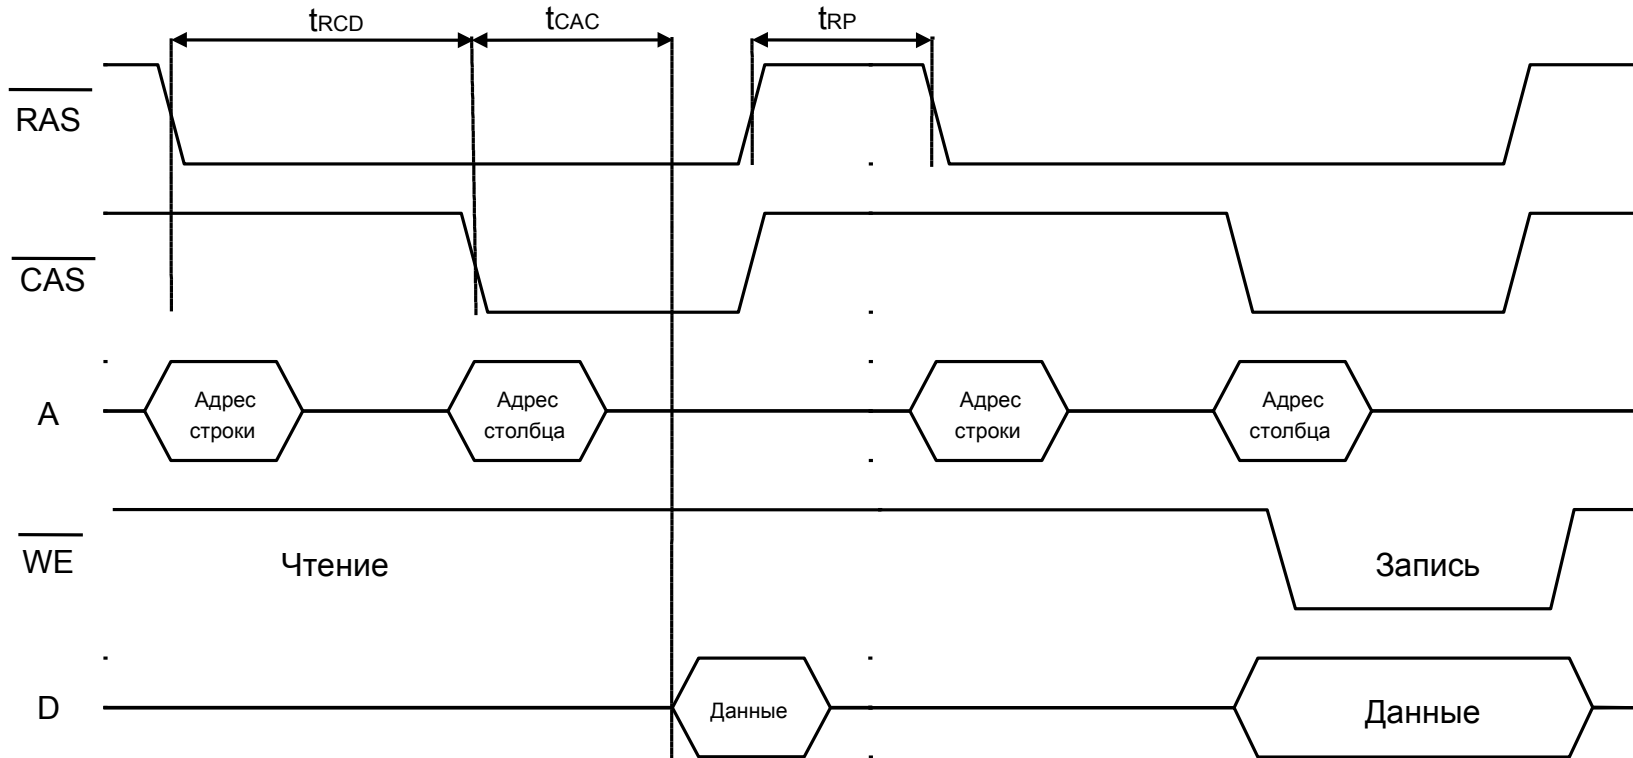 tRCD
tCAC
tRP
RAS
CAS
A
Адрес
строки
Адрес
столбца
Адрес
строки
Адрес
столбца
WE
Чтение
Запись
D
Данные
Данные